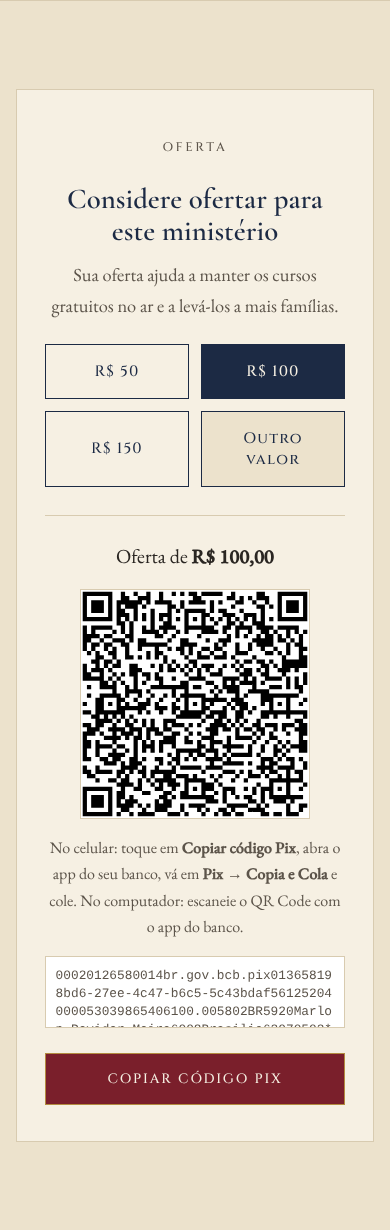 OFERTA
Considere ofertar para
este ministério
Sua oferta ajuda a manter os cursos
gratuitos no ar e a levá-los a mais famílias.
R$ 50
R$ 100
R$ 150
OUTRO
VALOR
Oferta de R$ 100,00
No celular: toque em Copiar código Pix, abra o
app do seu banco, vá em Pix → Copia e Cola e
cole. No computador: escaneie o QR Code com
o app do banco.
00020126580014br.gov.bcb.pix01365819
8bd6-27ee-4c47-b6c5-5c43bdaf56125204
000053039865406100.005802BR5920Marlo
COPIAR CÓDIGO PIX